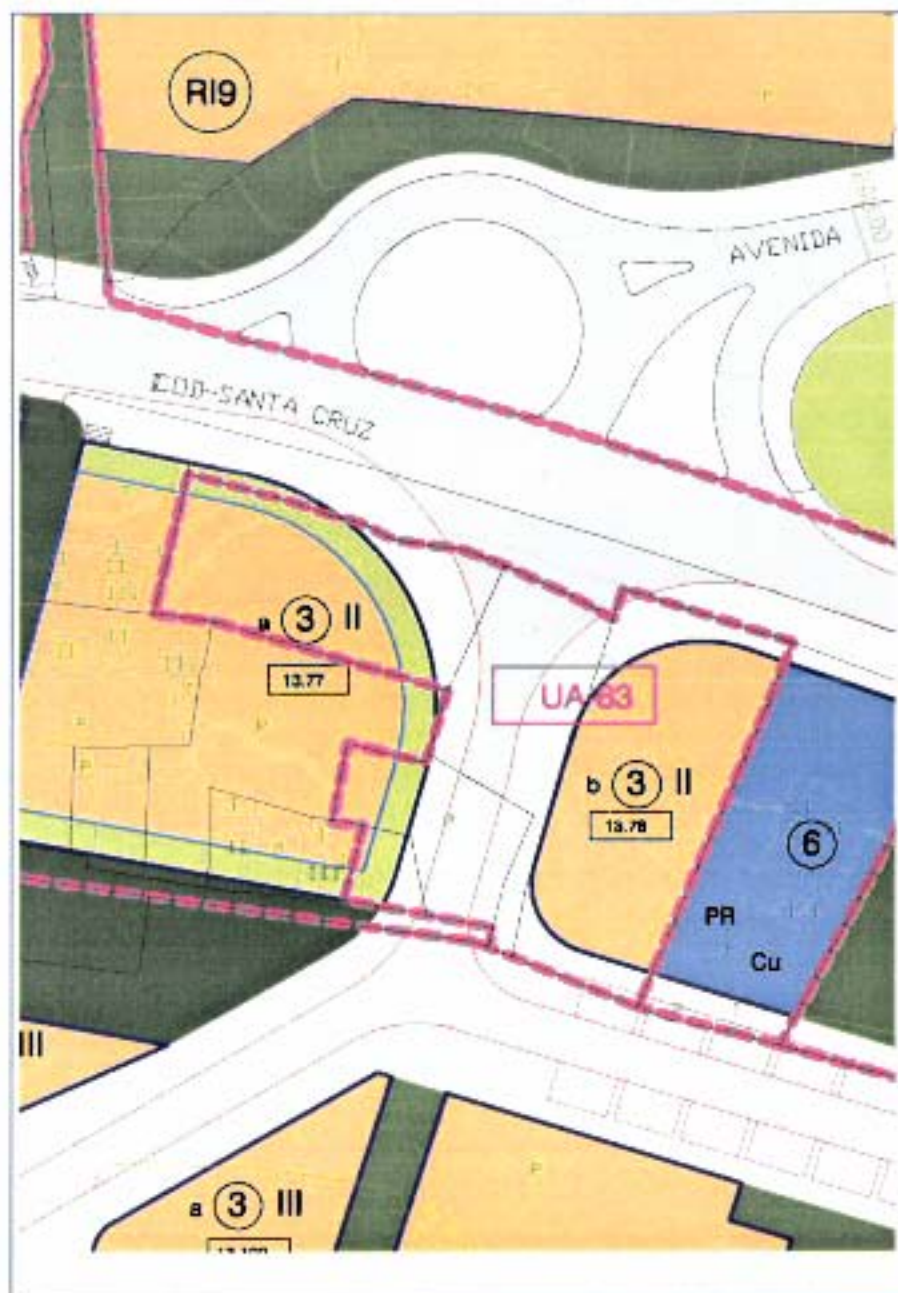 RI9
AVENIDA
COD-SANTA CRUZ
a 3 II
13.77
UA-83
b 3 II
13.78
6
PR
Cu
III
a 3 III